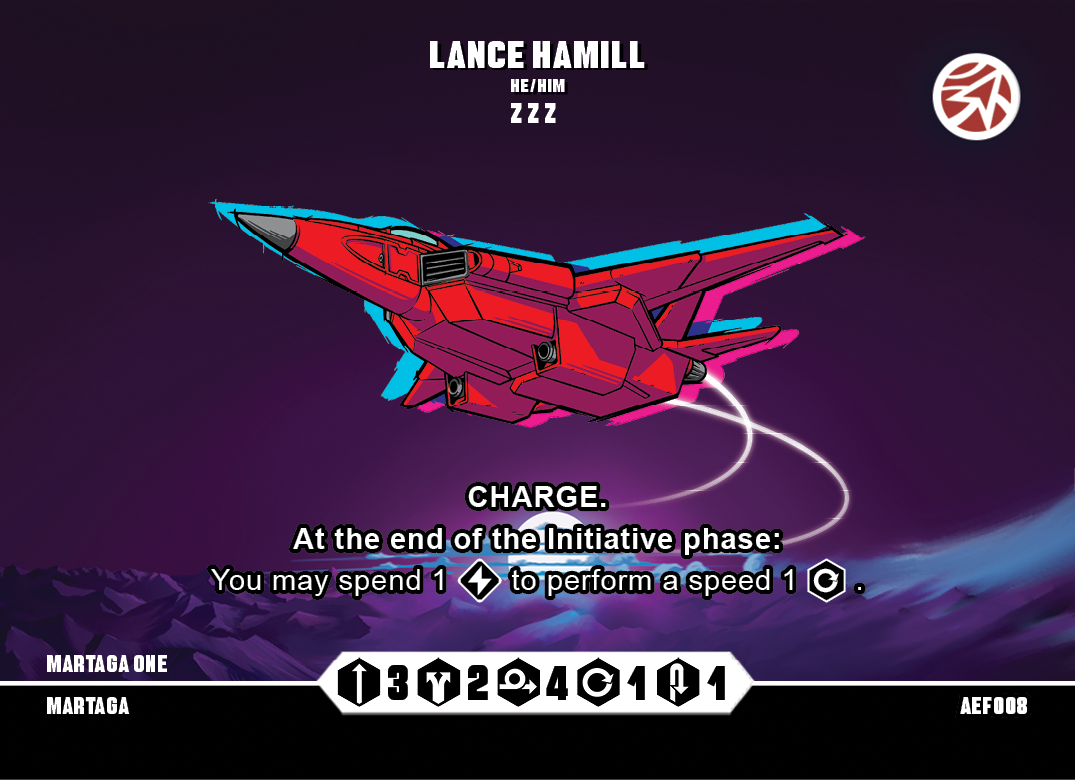 LANCE HAMILL
HE/HIM
Z Z Z
CHARGE.
At the end of the Initiative phase:
You may spend 1 to perform a speed 1 .
MARTAGA ONE
3 2 4 1 1
MARTAGA
AEF008